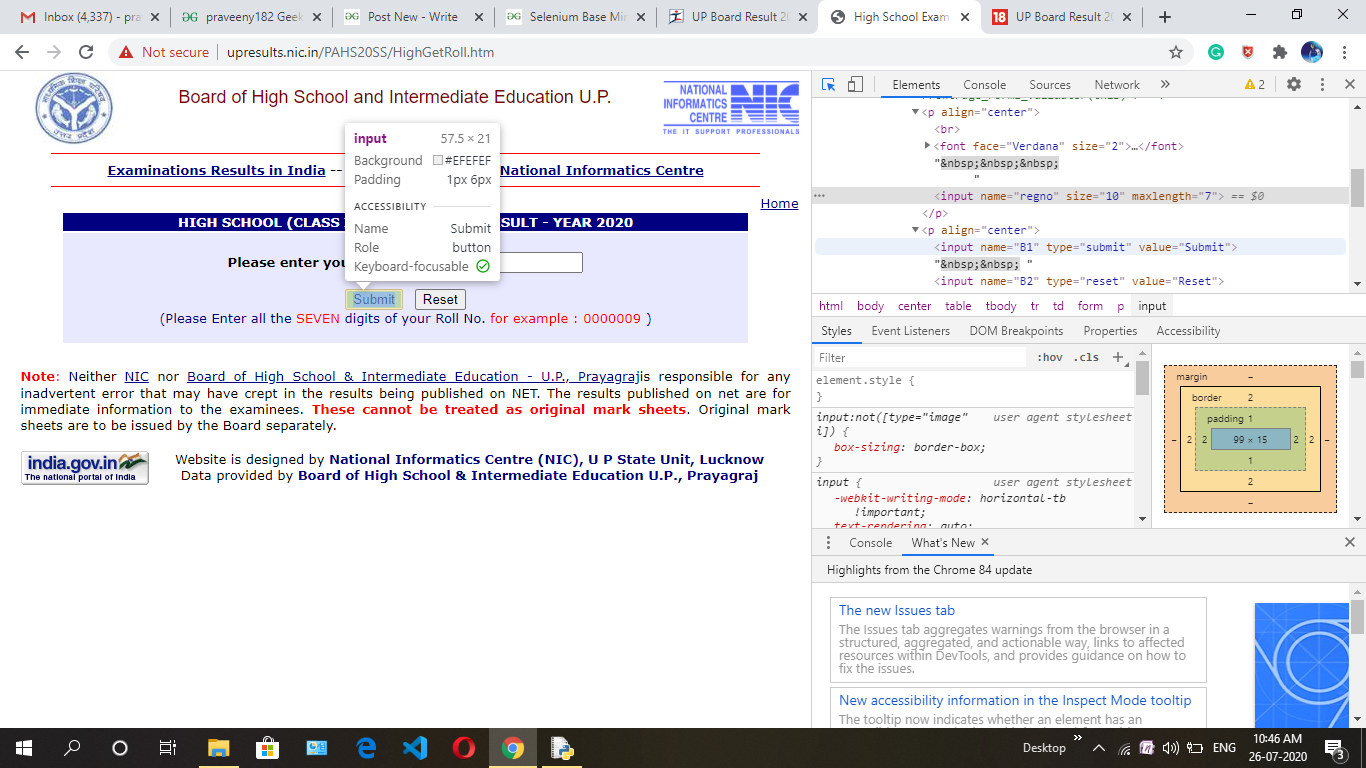 Inbox (4,337) - pra
praveeny182 Geek
Post New - Write
Selenium Base Mi
UP Board Result 20
High School Exam
18 UP Board Result 20
Not secure | upresults.nic.in/PAHS20SS/HighGetRoll.htm
Board of High School and Intermediate Education U.P.
NATIONAL
INFORMATICS
CENTRE
NIC
THE IT SUPPORT PROFESSIONALS
Examinations Results in India -- National Informatics Centre
Home
HIGH SCHOOL (CLASS SULT - YEAR 2020
Please enter you
input 57.5 × 21
Background #EFEFEF
Padding 1px 6px
ACCESSIBILITY
Name Submit
Role button
Keyboard-focusable
Submit Reset
(Please Enter all the SEVEN digits of your Roll No. for example : 0000009 )
Note: Neither NIC nor Board of High School & Intermediate Education - U.P., Prayagrajis responsible for any
inadvertent error that may have crept in the results being published on NET. The results published on net are for
immediate information to the examinees. These cannot be treated as original mark sheets. Original mark
sheets are to be issued by the Board separately.
india.gov.in
The national portal of India
Website is designed by National Informatics Centre (NIC), U P State Unit, Lucknow
Data provided by Board of High School & Intermediate Education U.P., Prayagraj
Elements Console Sources Network » 2
<p align="center">
<br>
<font face="Verdana" size="2">…</font>
"&nbsp;&nbsp;&nbsp;
"
… <input name="regno" size="10" maxlength="7"> == $0
</p>
<p align="center">
<input name="B1" type="submit" value="Submit">
"&nbsp;&nbsp; "
<input name="B2" type="reset" value="Reset">
html body center table tbody tr td form p input
Styles Event Listeners DOM Breakpoints Properties Accessibility
Filter :hov .cls +
element.style {
}
input:not([type="image" user agent stylesheet
i]) {
box-sizing: border-box;
}
input { user agent stylesheet
-webkit-writing-mode: horizontal-tb
!important;
text-rendering: auto;
margin –
border 2
padding 1
– 2 2 99 × 15 2 2 –
1
2
–
Console What's New
Highlights from the Chrome 84 update
The new Issues tab
The Issues tab aggregates warnings from the browser in a
structured, aggregated, and actionable way, links to affected
resources within DevTools, and provides guidance on how to
fix the issues.
New accessibility information in the Inspect Mode tooltip
The tooltip now indicates whether an element has an
Desktop » ENG 10:46 AM
26-07-2020
3